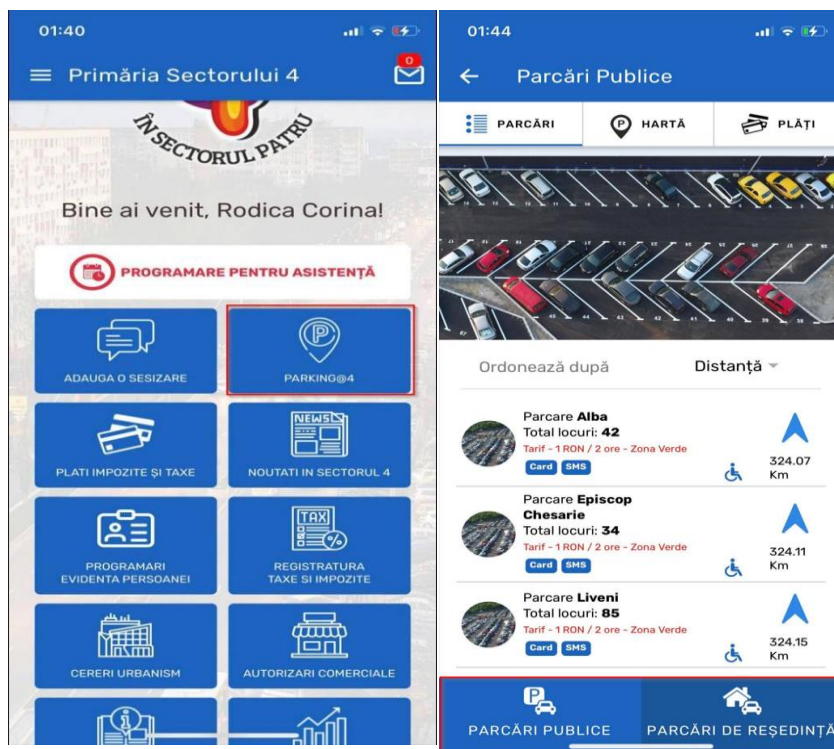 01:40
Primăria Sectorului 4
0
ÎN SECTORUL PATRU
Bine ai venit, Rodica Corina!
PROGRAMARE PENTRU ASISTENȚĂ
ADAUGA O SESIZARE
P
PARKING@4
PLATI IMPOZITE ȘI TAXE
NEWS
NOUTATI IN SECTORUL 4
PROGRAMARI
EVIDENTA PERSOANEI
TAX
REGISTRATURA
TAXE SI IMPOZITE
CERERI URBANISM
AUTORIZARI COMERCIALE
01:44
Parcări Publice
PARCĂRI
P
HARTĂ
PLĂȚI
Ordonează după
Distanță
Parcare Alba
Total locuri: 42
Tarif - 1 RON / 2 ore - Zona Verde
Card SMS
324.07
Km
Parcare Episcop
Chesarie
Total locuri: 34
Tarif - 1 RON / 2 ore - Zona Verde
Card SMS
324.11
Km
Parcare Liveni
Total locuri: 85
Tarif - 1 RON / 2 ore - Zona Verde
Card SMS
324.15
Km
P
PARCĂRI PUBLICE
PARCĂRI DE REȘEDINȚĂ